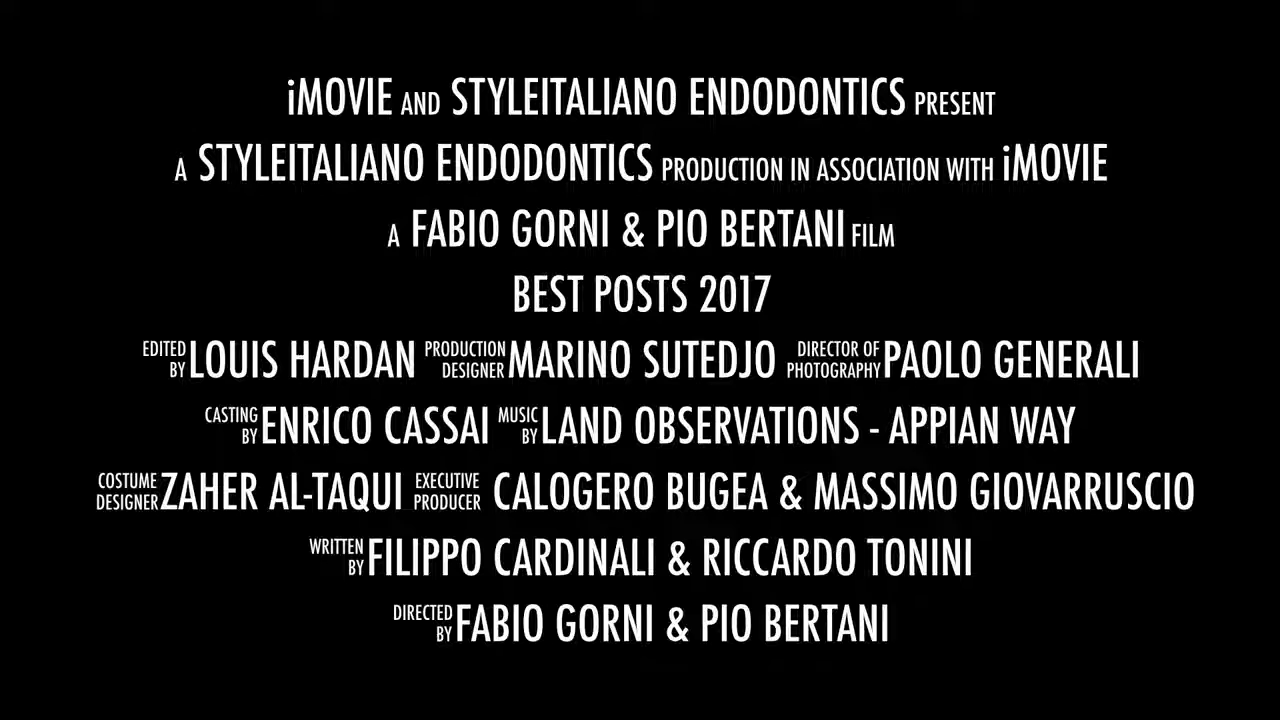 iMOVIE AND STYLEITALIANO ENDODONTICS PRESENT
A STYLEITALIANO ENDODONTICS PRODUCTION IN ASSOCIATION WITH iMOVIE
A FABIO GORNI & PIO BERTANI FILM
BEST POSTS 2017
EDITED BY LOUIS HARDAN PRODUCTION DESIGNER MARINO SUTEDJO DIRECTOR OF PHOTOGRAPHY PAOLO GENERALI
CASTING BY ENRICO CASSAI MUSIC BY LAND OBSERVATIONS - APPIAN WAY
COSTUME DESIGNER ZAHER AL-TAQUI EXECUTIVE PRODUCER CALOGERO BUGEA & MASSIMO GIOVARRUSCIO
WRITTEN BY FILIPPO CARDINALI & RICCARDO TONINI
DIRECTED BY FABIO GORNI & PIO BERTANI